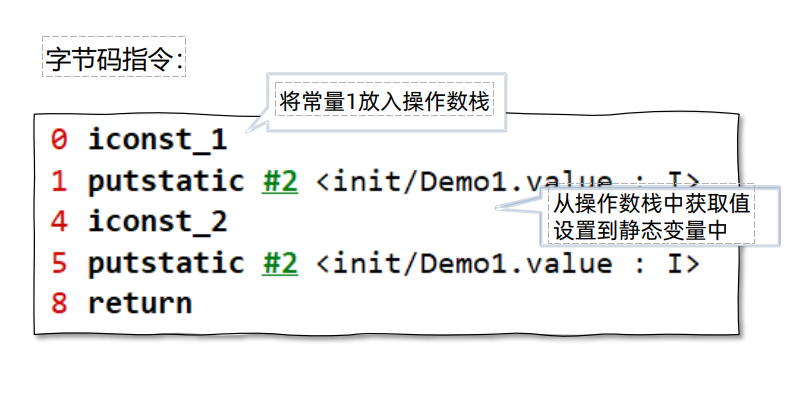 字节码指令：
将常量1放入操作数栈
0 iconst_1
1 putstatic #2 <init/Demo1.value : I>
从操作数栈中获取值
设置到静态变量中
4 iconst_2
5 putstatic #2 <init/Demo1.value : I>
8 return